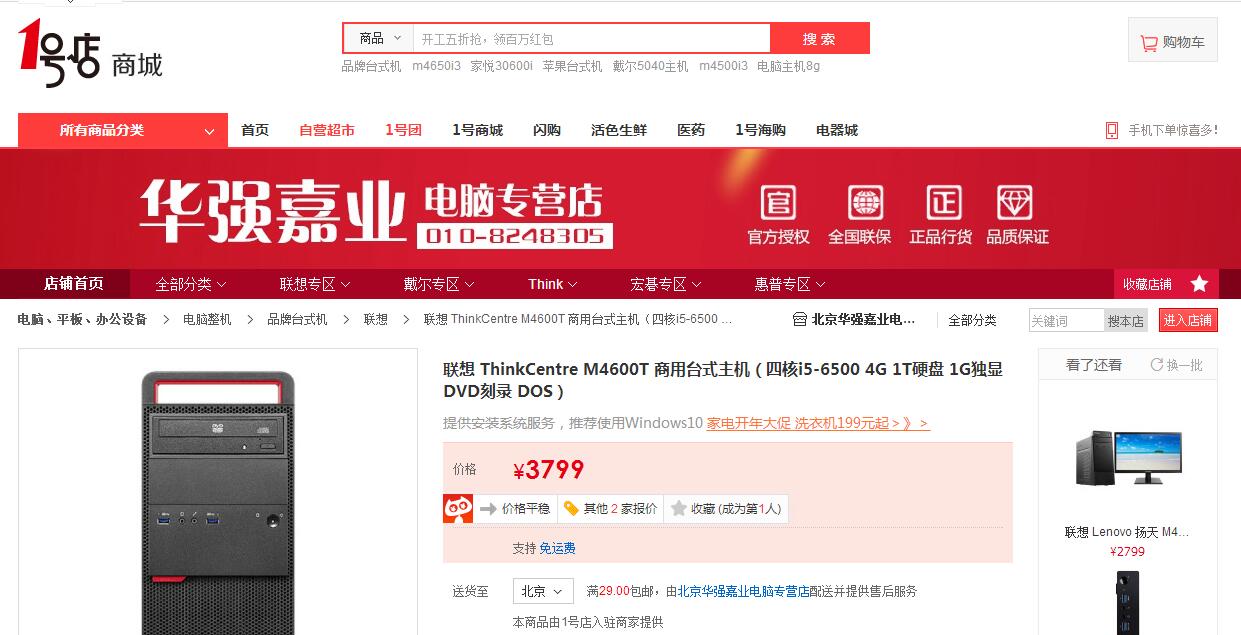 1号店 商城
商品 开工五折抢，领百万红包 搜 索
购物车
品牌台式机 m4650i3 家悦30600i 苹果台式机 戴尔5040主机 m4500i3 电脑主机8g
所有商品分类 首页 自营超市 1号团 1号商城 闪购 活色生鲜 医药 1号海购 电器城 手机下单惊喜多!
华强嘉业 电脑专营店
010-8248305
官方授权 全国联保 正品行货 品质保证
店铺首页 全部分类 联想专区 戴尔专区 Think 宏碁专区 惠普专区 收藏店铺
电脑、平板、办公设备 > 电脑整机 > 品牌台式机 > 联想 > 联想 ThinkCentre M4600T 商用台式主机（四核i5-6500 ... 北京华强嘉业电... 全部分类 关键词 搜本店 进入店铺
联想 ThinkCentre M4600T 商用台式主机（四核i5-6500 4G 1T硬盘 1G独显
DVD刻录 DOS）
提供安装系统服务，推荐使用Windows10 家电开年大促 洗衣机199元起＞》 ＞
价格 ¥3799
价格平稳 其他 2 家报价 收藏 (成为第1人)
支持 免运费
送货至 北京 满29.00包邮，由北京华强嘉业电脑专营店配送并提供售后服务
本商品由1号店入驻商家提供
看了还看 换一批
联想 Lenovo 扬天 M4...
¥2799